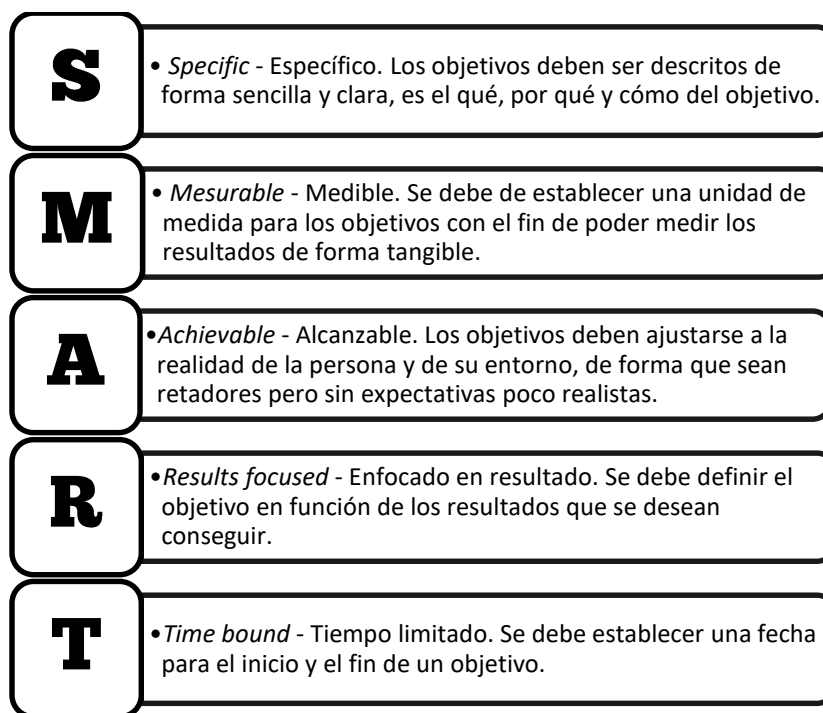 S
• Specific - Específico. Los objetivos deben ser descritos de
forma sencilla y clara, es el qué, por qué y cómo del objetivo.
M
• Mesurable - Medible. Se debe de establecer una unidad de
medida para los objetivos con el fin de poder medir los
resultados de forma tangible.
A
•Achievable - Alcanzable. Los objetivos deben ajustarse a la
realidad de la persona y de su entorno, de forma que sean
retadores pero sin expectativas poco realistas.
R
•Results focused - Enfocado en resultado. Se debe definir el
objetivo en función de los resultados que se desean
conseguir.
T
•Time bound - Tiempo limitado. Se debe establecer una fecha
para el inicio y el fin de un objetivo.